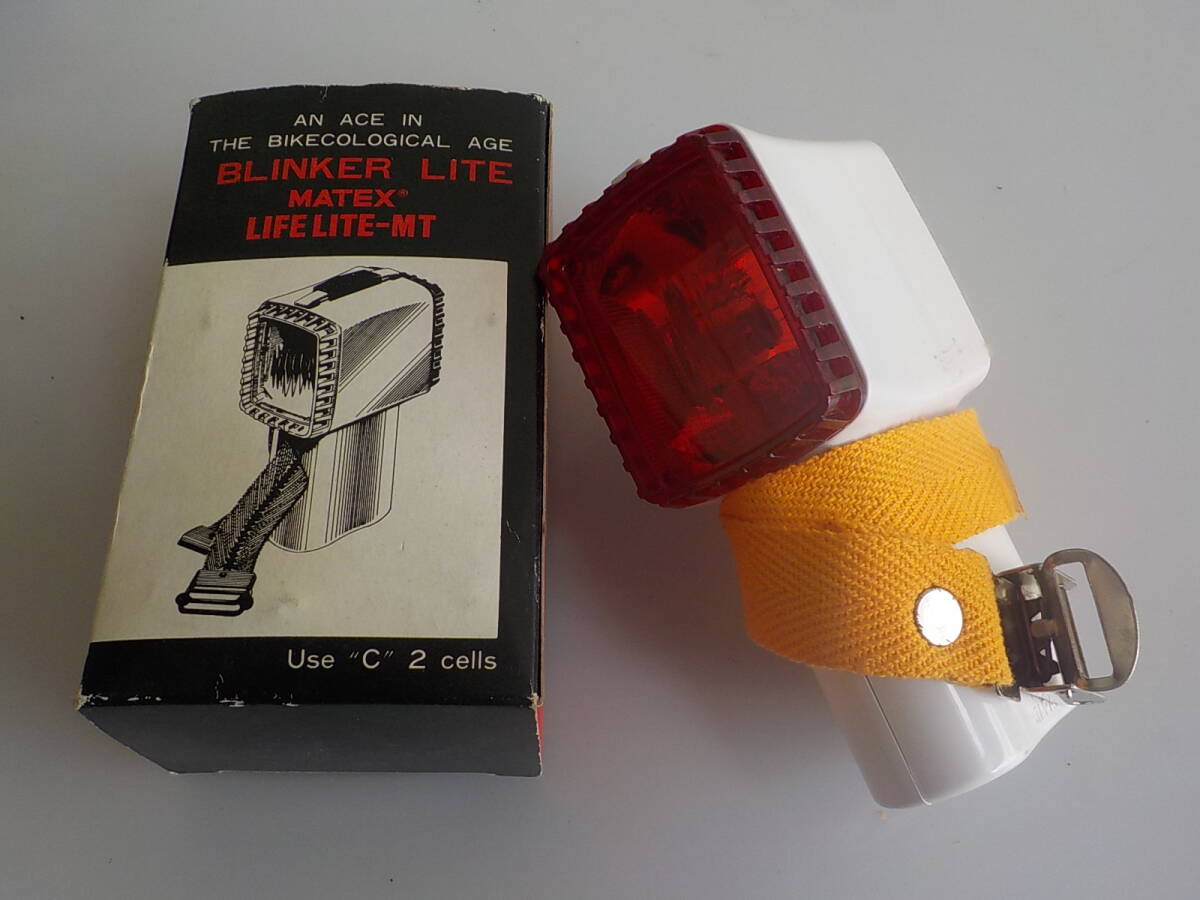 AN ACE IN
THE BIKECOLOGICAL AGE
BLINKER LITE
MATEX®
LIFE LITE-MT
Use "C" 2 cells